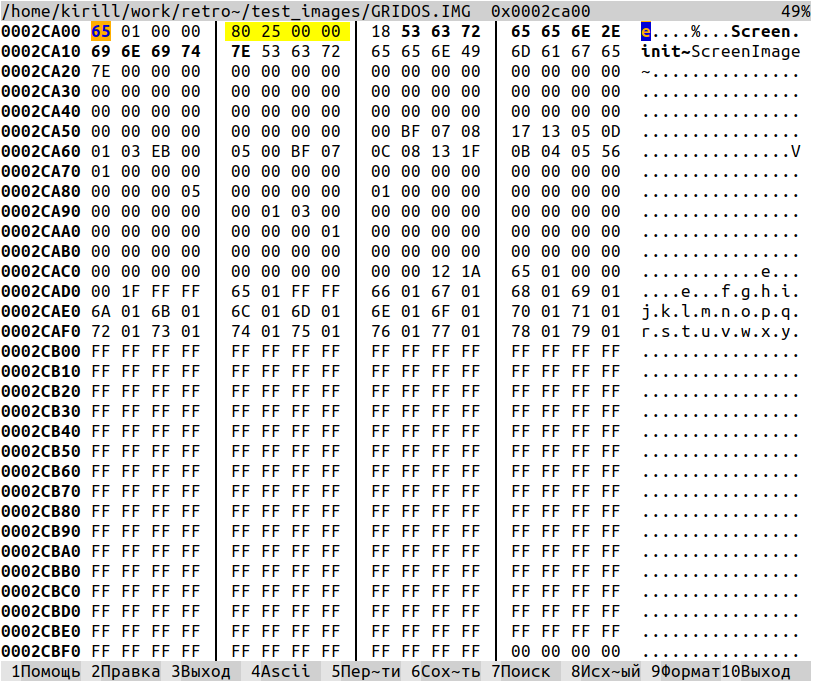 /home/kirill/work/retro~/test_images/GRIDOS.IMG 0x0002ca00 49%
0002CA00 65 01 00 00 80 25 00 00 18 53 63 72 65 65 6E 2E e....%...Screen.
0002CA10 69 6E 69 74 7E 53 63 72 65 65 6E 49 6D 61 67 65 init~ScreenImage
0002CA20 7E 00 00 00 00 00 00 00 00 00 00 00 00 00 00 00 ~...............
0002CA30 00 00 00 00 00 00 00 00 00 00 00 00 00 00 00 00 ................
0002CA40 00 00 00 00 00 00 00 00 00 00 00 00 00 00 00 00 ................
0002CA50 00 00 00 00 00 00 00 00 00 BF 07 08 17 13 05 0D ................
0002CA60 01 03 EB 00 05 00 BF 07 0C 08 13 1F 0B 04 05 56 ...............V
0002CA70 01 00 00 00 00 00 00 00 00 00 00 00 00 00 00 00 ................
0002CA80 00 00 00 05 00 00 00 00 01 00 00 00 00 00 00 00 ................
0002CA90 00 00 00 00 00 01 03 00 00 00 00 00 00 00 00 00 ................
0002CAA0 00 00 00 00 00 00 00 01 00 00 00 00 00 00 00 00 ................
0002CAB0 00 00 00 00 00 00 00 00 00 00 00 00 00 00 00 00 ................
0002CAC0 00 00 00 00 00 00 00 00 00 00 12 1A 65 01 00 00 ............e...
0002CAD0 00 1F FF FF 65 01 FF FF 66 01 67 01 68 01 69 01 ....e...f.g.h.i.
0002CAE0 6A 01 6B 01 6C 01 6D 01 6E 01 6F 01 70 01 71 01 j.k.l.m.n.o.p.q.
0002CAF0 72 01 73 01 74 01 75 01 76 01 77 01 78 01 79 01 r.s.t.u.v.w.x.y.
0002CB00 FF FF FF FF FF FF FF FF FF FF FF FF FF FF FF FF ................
0002CB10 FF FF FF FF FF FF FF FF FF FF FF FF FF FF FF FF ................
0002CB20 FF FF FF FF FF FF FF FF FF FF FF FF FF FF FF FF ................
0002CB30 FF FF FF FF FF FF FF FF FF FF FF FF FF FF FF FF ................
0002CB40 FF FF FF FF FF FF FF FF FF FF FF FF FF FF FF FF ................
0002CB50 FF FF FF FF FF FF FF FF FF FF FF FF FF FF FF FF ................
0002CB60 FF FF FF FF FF FF FF FF FF FF FF FF FF FF FF FF ................
0002CB70 FF FF FF FF FF FF FF FF FF FF FF FF FF FF FF FF ................
0002CB80 FF FF FF FF FF FF FF FF FF FF FF FF FF FF FF FF ................
0002CB90 FF FF FF FF FF FF FF FF FF FF FF FF FF FF FF FF ................
0002CBA0 FF FF FF FF FF FF FF FF FF FF FF FF FF FF FF FF ................
0002CBB0 FF FF FF FF FF FF FF FF FF FF FF FF FF FF FF FF ................
0002CBC0 FF FF FF FF FF FF FF FF FF FF FF FF FF FF FF FF ................
0002CBD0 FF FF FF FF FF FF FF FF FF FF FF FF FF FF FF FF ................
0002CBE0 FF FF FF FF FF FF FF FF FF FF FF FF FF FF FF FF ................
0002CBF0 FF FF FF FF FF FF FF FF FF FF FF FF 00 00 00 00 ................
1Помощь 2Правка 3Выход 4Ascii 5Пер~ти 6Сох~ть 7Поиск 8Исх~ый 9Формат 10Выход